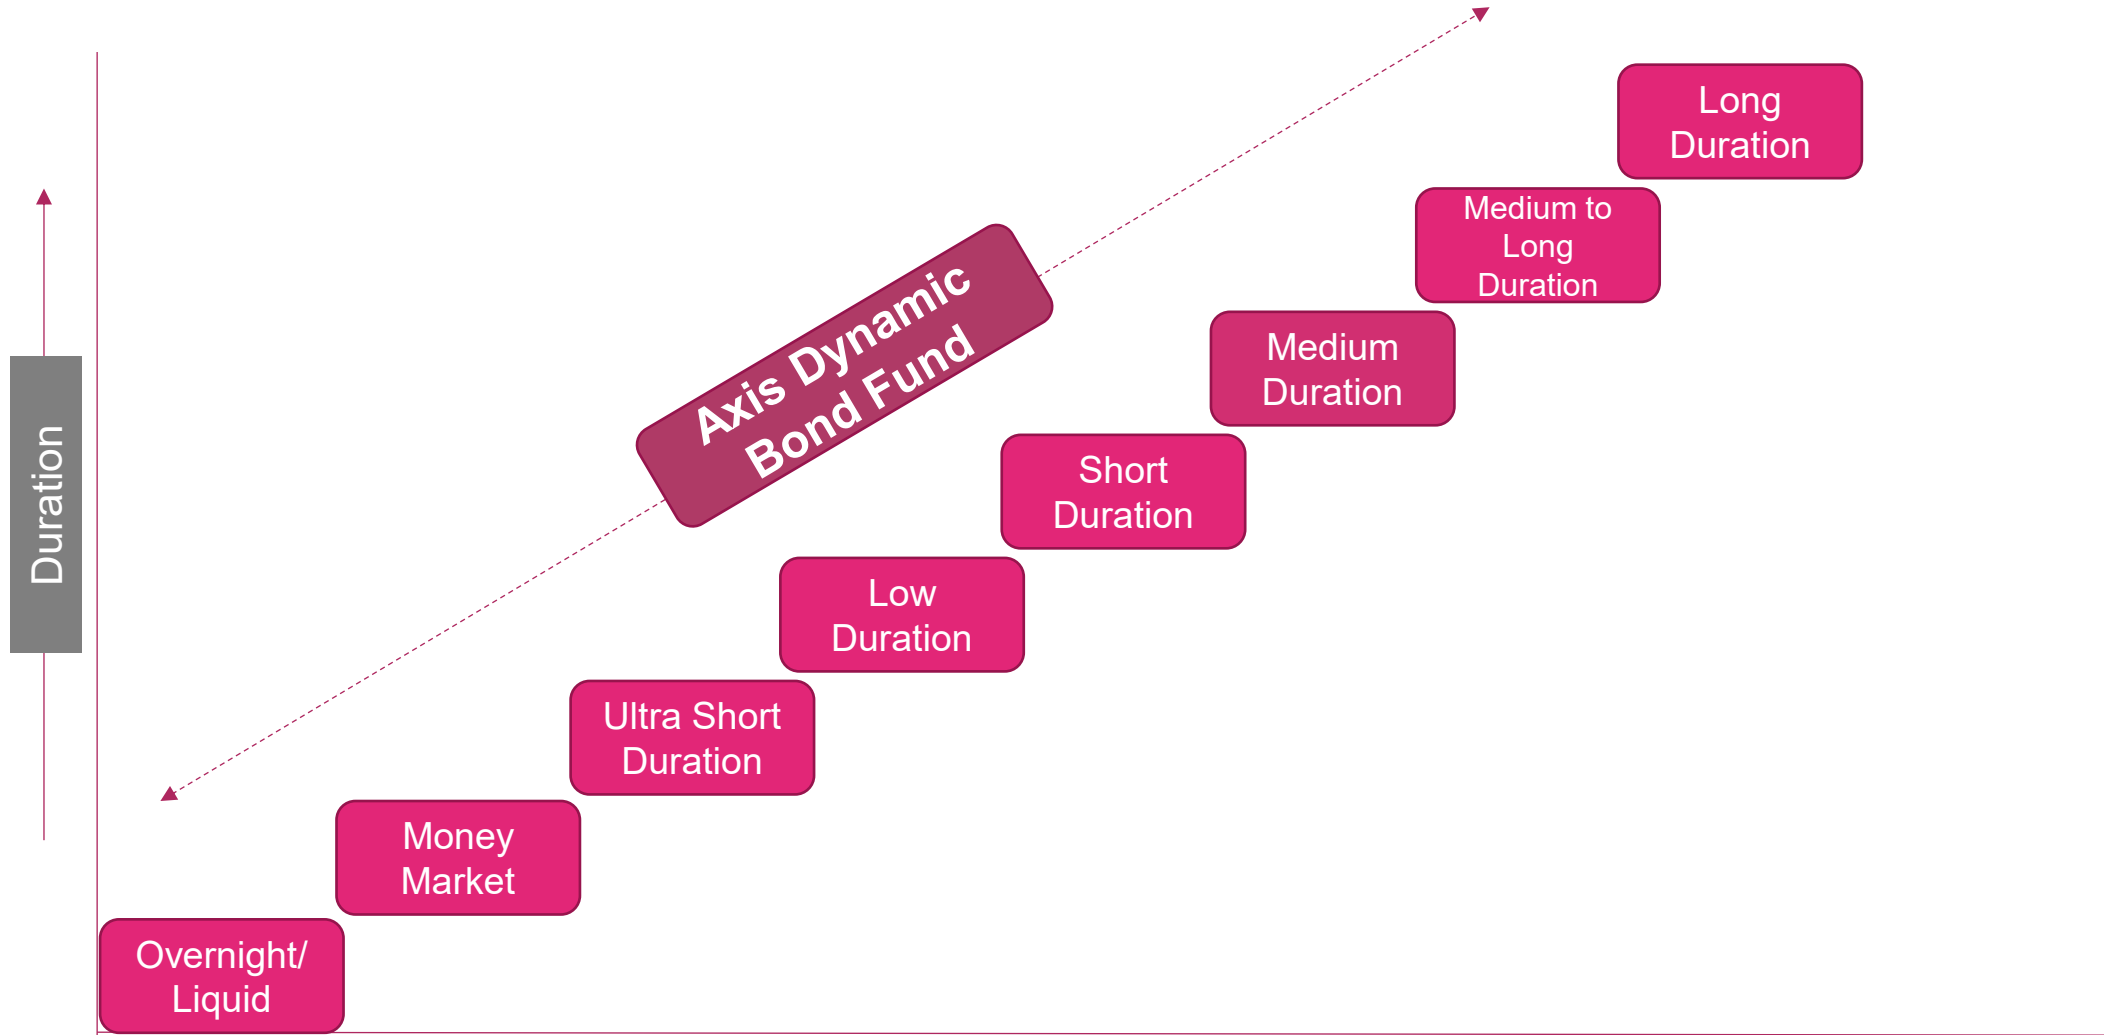 Long
Duration
Medium to
Long
Duration
Axis Dynamic
Bond Fund
Medium
Duration
Duration
Short
Duration
Low
Duration
Ultra Short
Duration
Money
Market
Overnight/
Liquid